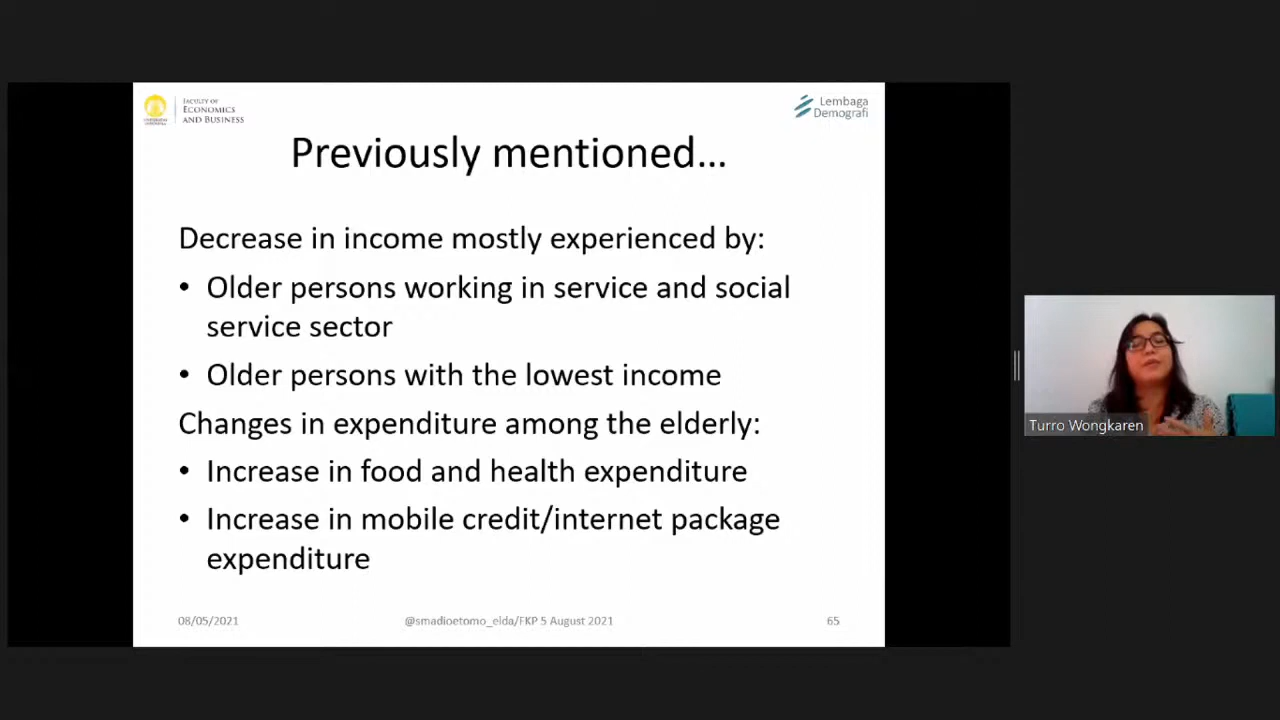 FACULTY OF
ECONOMICS
AND BUSINESS
Lembaga
Demografi
Previously mentioned...
Decrease in income mostly experienced by:
• Older persons working in service and social
service sector
• Older persons with the lowest income
Changes in expenditure among the elderly:
• Increase in food and health expenditure
• Increase in mobile credit/internet package
expenditure
08/05/2021
@smadioetomo_elda/FKP 5 August 2021
65
Turro Wongkaren